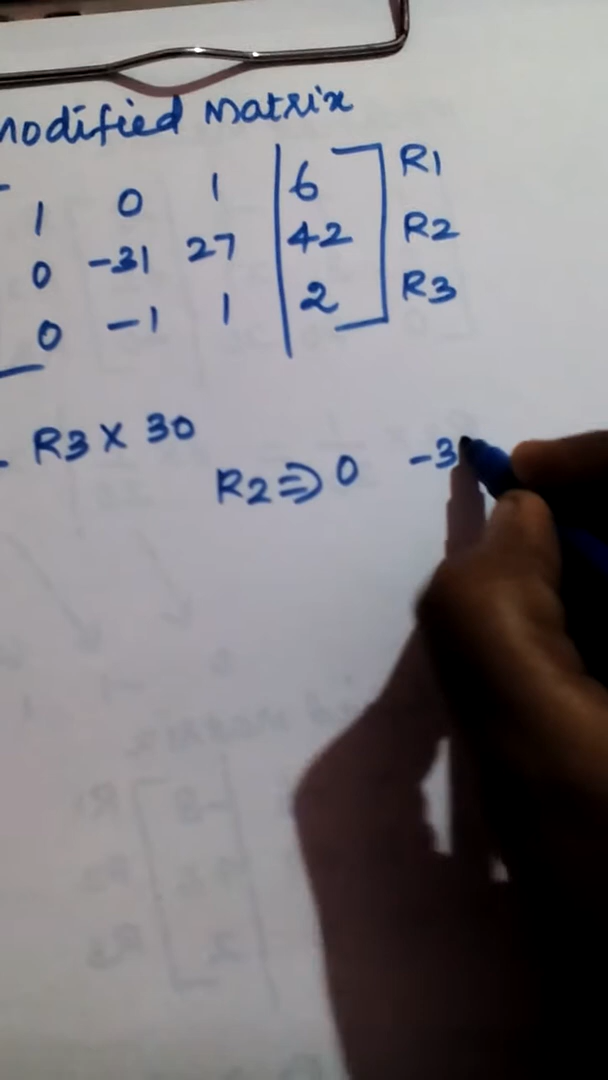 Modified Matrix
1 0 1 | 6 R1
0 -31 27 | 42 R2
0 -1 1 | 2 R3
- R3 X 30
R2 ⇒ 0 -3